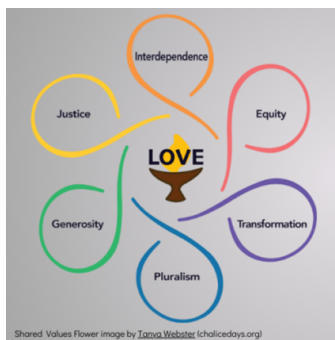 Interdependence
Justice
Equity
LOVE
Generosity
Transformation
Pluralism
Shared Values Flower image by Tanya Webster (chalicedays.org)